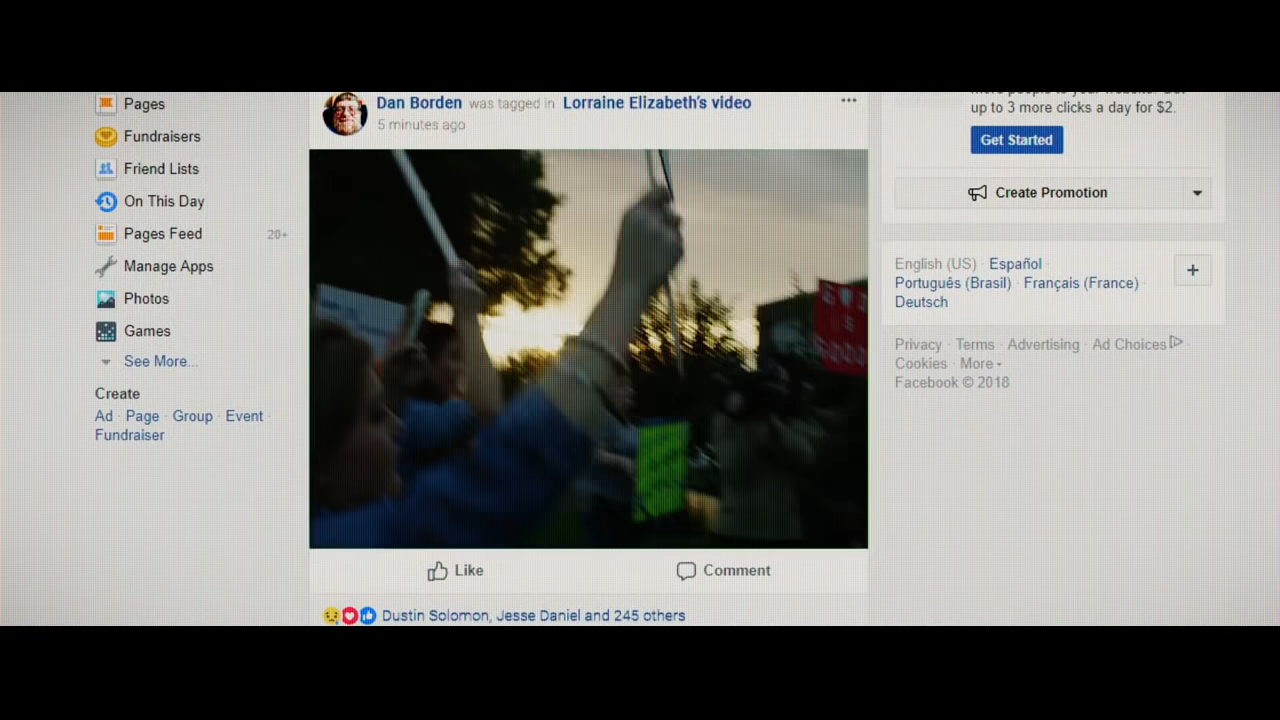 Pages
Fundraisers
Friend Lists
On This Day
Pages Feed 20+
Manage Apps
Photos
Games
See More...
Create
Ad · Page · Group · Event ·
Fundraiser
Dan Borden was tagged in Lorraine Elizabeth's video
5 minutes ago
Like
Comment
Dustin Solomon, Jesse Daniel and 245 others
up to 3 more clicks a day for $2.
Get Started
Create Promotion
English (US) · Español ·
Português (Brasil) · Français (France) ·
Deutsch
Privacy · Terms · Advertising · Ad Choices ·
Cookies · More
Facebook © 2018